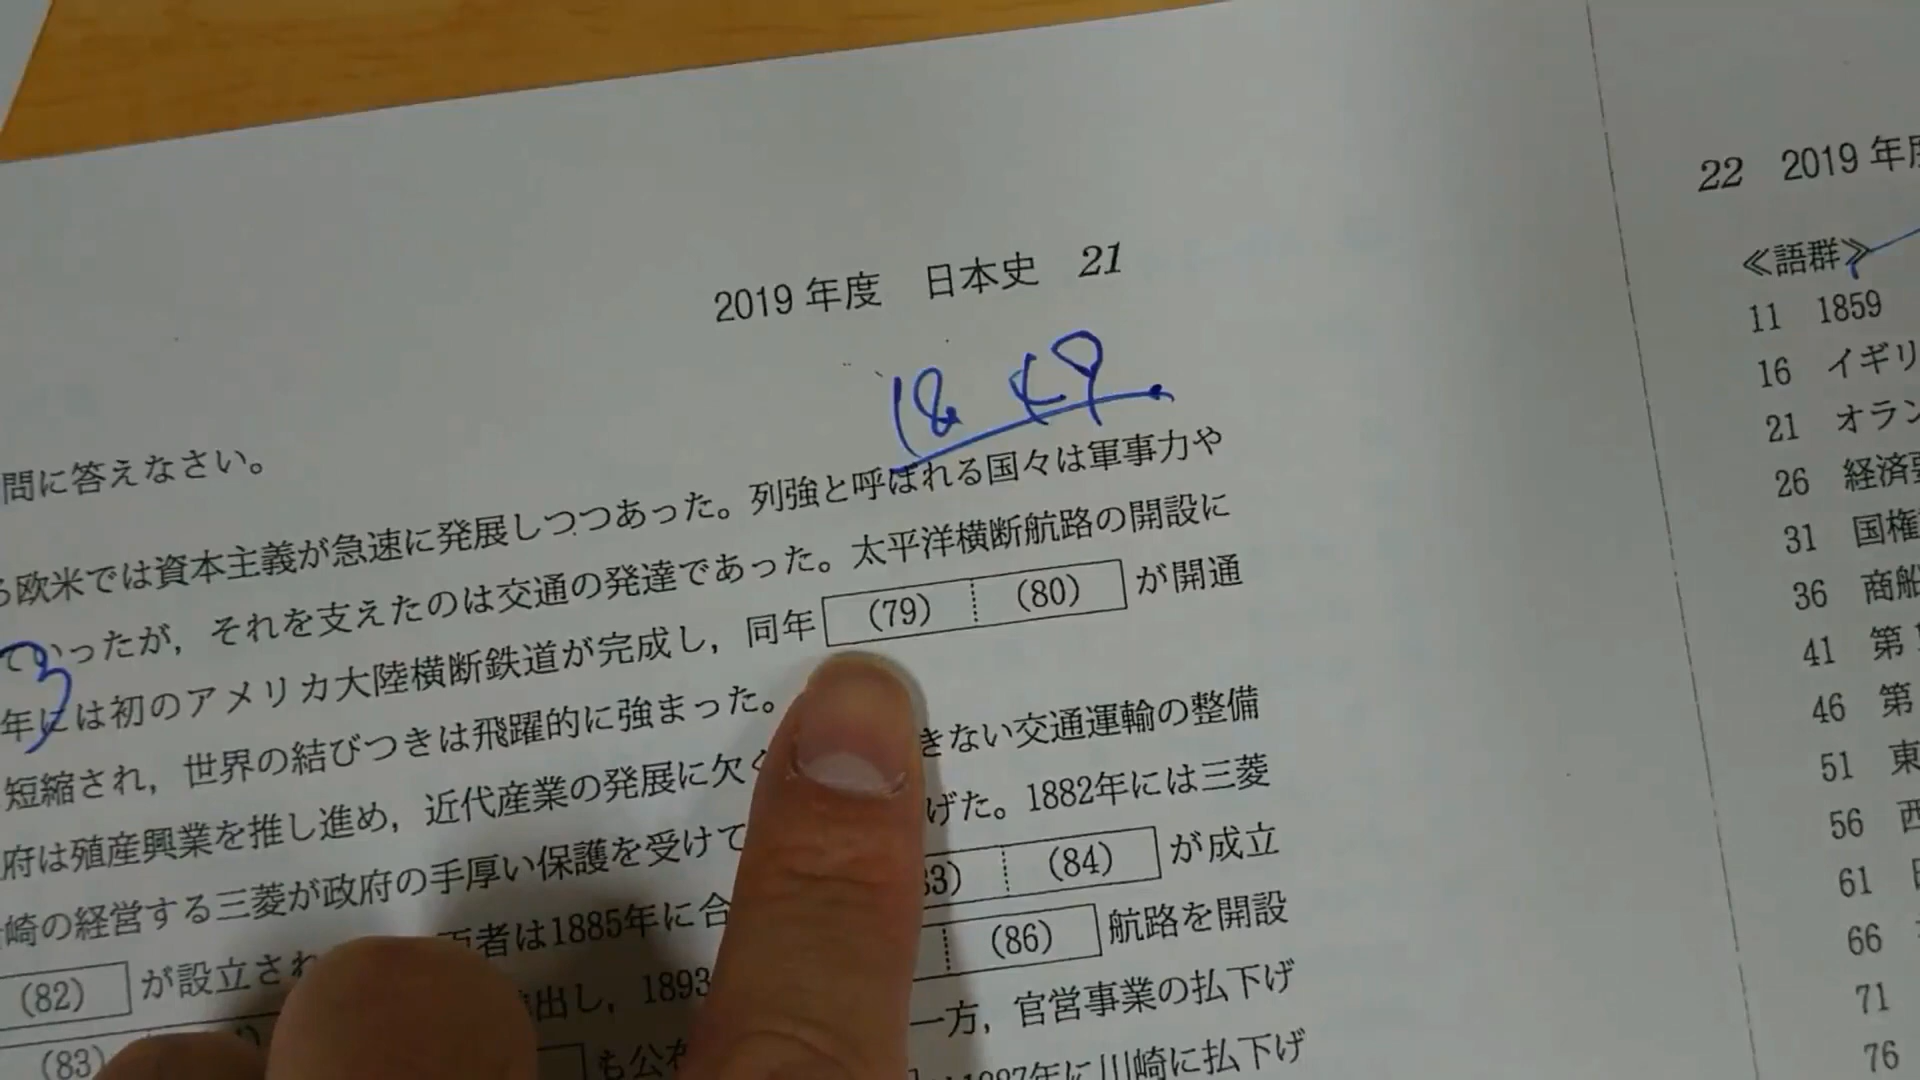 2019年度 日本史 21
問に答えなさい。
欧米では資本主義が急速に発展しつつあった。列強と呼ばれる国々は軍事力や
いったが，それを支えたのは交通の発達であった。太平洋横断航路の開設に
年には初のアメリカ大陸横断鉄道が完成し，同年 (79) (80) が開通
短縮され，世界の結びつきは飛躍的に強まった。
府は殖産興業を推し進め，近代産業の発展に欠 きない交通運輸の整備
崎の経営する三菱が政府の手厚い保護を受けて げた。1882年には三菱
(82) が設立され 両者は1885年に合 (84) が成立
(83) 進出し，1893 (86) 航路を開設
も公布 一方，官営事業の払下げ
年に川崎に払下げ
22 2019年度
≪語群≫
11 1859
16 イギリ
21 オラン
26 経済
31 国権
36 商船
41 第
46 第
51 東
56 西
61
66
71
76